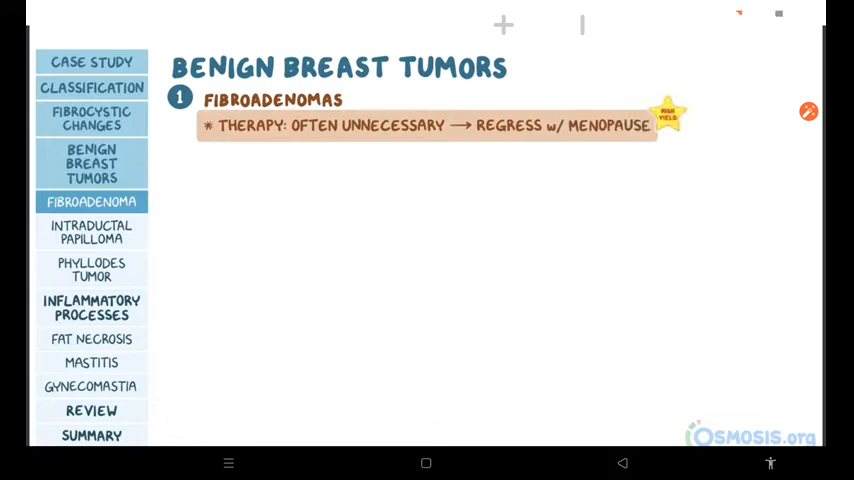 CASE STUDY
CLASSIFICATION
FIBROCYSTIC
CHANGES
BENIGN
BREAST
TUMORS
FIBROADENOMA
INTRADUCTAL
PAPILLOMA
PHYLLODES
TUMOR
INFLAMMATORY
PROCESSES
FAT NECROSIS
MASTITIS
GYNECOMASTIA
REVIEW
SUMMARY
BENIGN BREAST TUMORS
1 FIBROADENOMAS
* THERAPY: OFTEN UNNECESSARY → REGRESS w/ MENOPAUSE
HIGH
YIELD
OSMOSIS.org